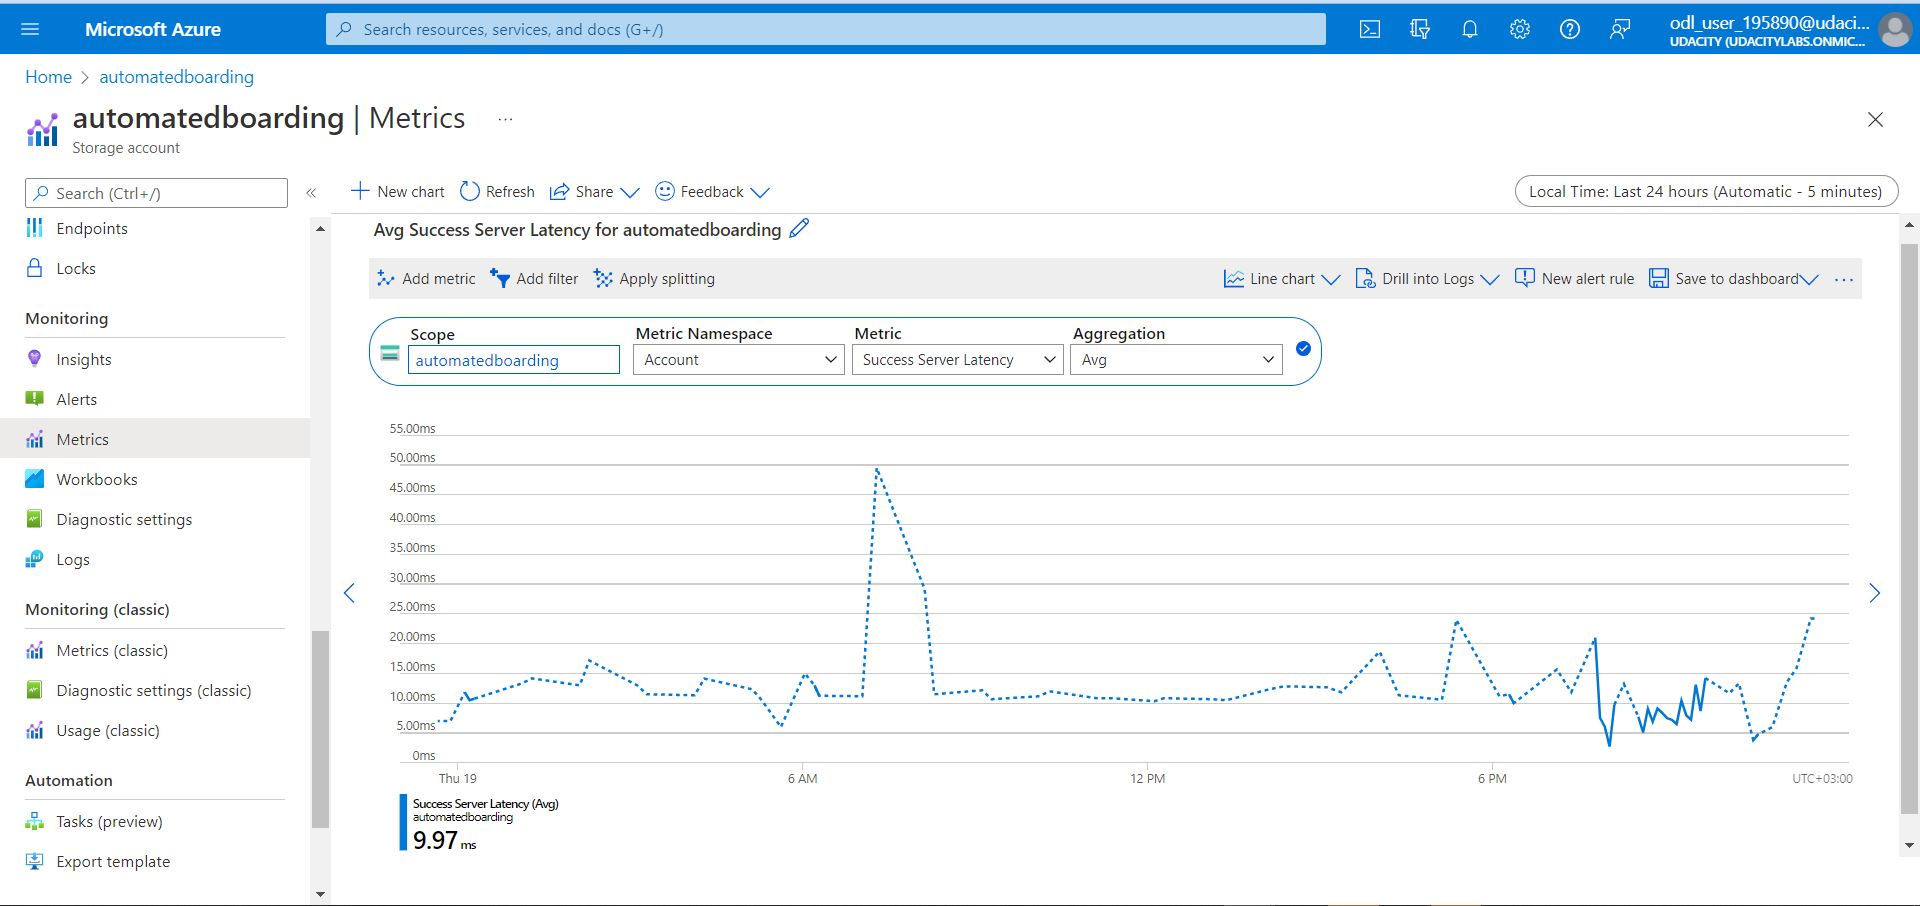 Microsoft Azure
Search resources, services, and docs (G+/)
odl_user_195890@udaci...
UDACITY (UDACITYLABS.ONMIC...
Home > automatedboarding
automatedboarding | Metrics ...
Storage account
Search (Ctrl+/)
«
New chart
Refresh
Share
Feedback
Local Time: Last 24 hours (Automatic - 5 minutes)
Endpoints
Locks
Monitoring
Insights
Alerts
Metrics
Workbooks
Diagnostic settings
Logs
Monitoring (classic)
Metrics (classic)
Diagnostic settings (classic)
Usage (classic)
Automation
Tasks (preview)
Export template
Avg Success Server Latency for automatedboarding
Add metric
Add filter
Apply splitting
Line chart
Drill into Logs
New alert rule
Save to dashboard
...
Scope
automatedboarding
Metric Namespace
Account
Metric
Success Server Latency
Aggregation
Avg
55.00ms
50.00ms
45.00ms
40.00ms
35.00ms
30.00ms
25.00ms
20.00ms
15.00ms
10.00ms
5.00ms
0ms
Thu 19
6 AM
12 PM
6 PM
UTC+03:00
Success Server Latency (Avg)
automatedboarding
9.97 ms